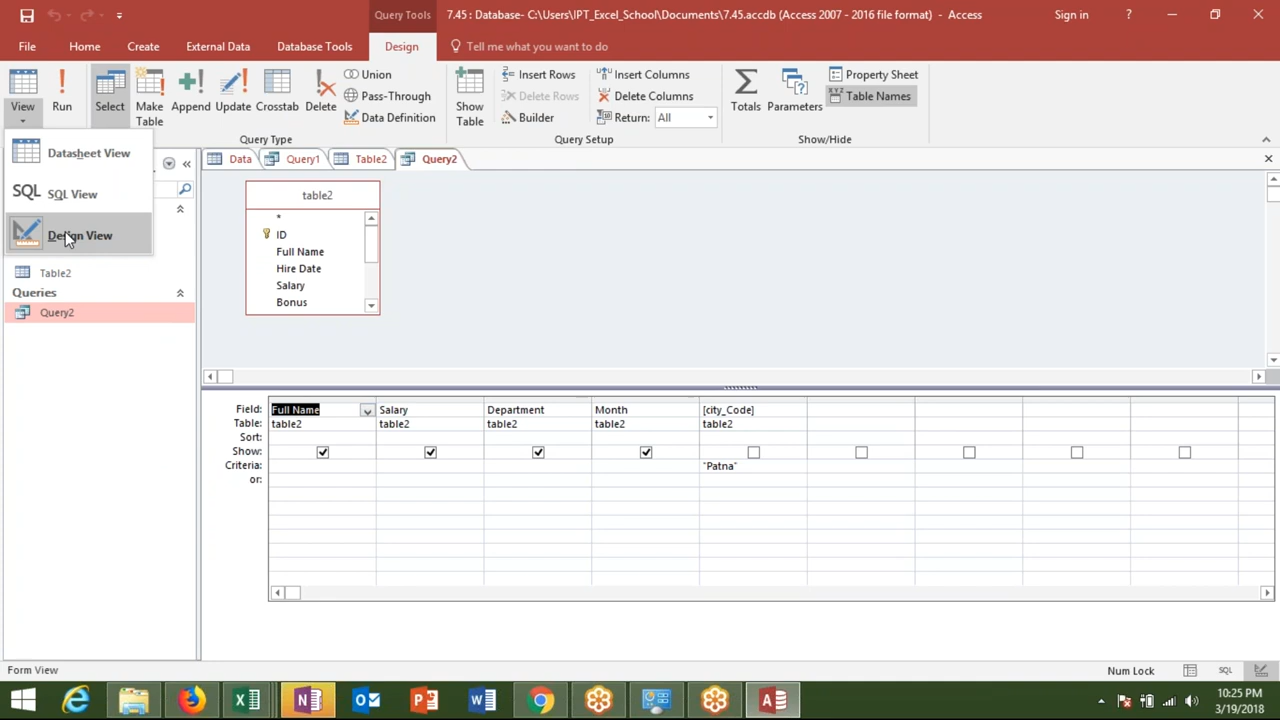 Query Tools
7.45 : Database- C:\Users\IPT_Excel_School\Documents\7.45.accdb (Access 2007 - 2016 file format) - Access
Sign in
?
File
Home
Create
External Data
Database Tools
Design
Tell me what you want to do
View
Run
Select
Make Table
Append
Update
Crosstab
Delete
Union
Pass-Through
Data Definition
Query Type
Show Table
Insert Rows
Delete Rows
Builder
Insert Columns
Delete Columns
Return: All
Query Setup
Totals
Parameters
Property Sheet
XYZ Table Names
Show/Hide
Datasheet View
SQL SQL View
Design View
Table2
Queries
Query2
Data
Query1
Table2
Query2
table2
*
ID
Full Name
Hire Date
Salary
Bonus
Field: Full Name Salary Department Month [city_Code]
Table: table2 table2 table2 table2 table2
Sort:
Show:
Criteria: "Patna"
or:
Form View
Num Lock
SQL
10:25 PM
3/19/2018